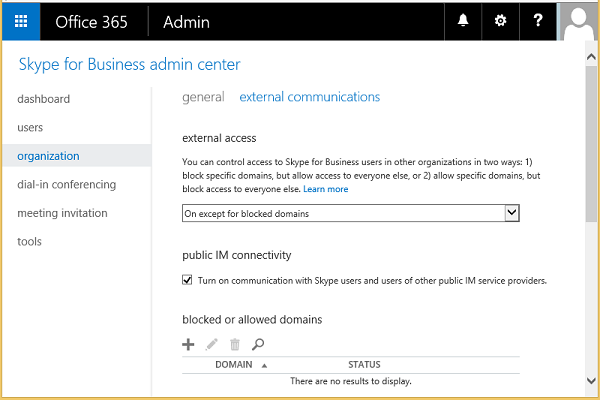 Office 365 Admin ?
Skype for Business admin center
dashboard
users
organization
dial-in conferencing
meeting invitation
tools
general external communications
external access
You can control access to Skype for Business users in other organizations in two ways: 1)
block specific domains, but allow access to everyone else, or 2) allow specific domains, but
block access to everyone else. Learn more
On except for blocked domains
public IM connectivity
Turn on communication with Skype users and users of other public IM service providers.
blocked or allowed domains
DOMAIN STATUS
There are no results to display.